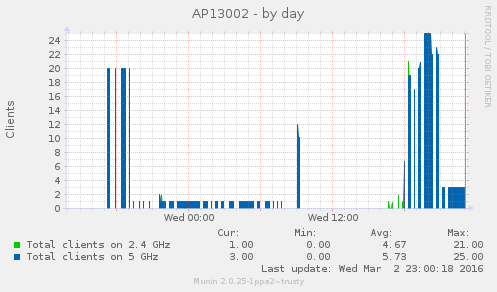 AP13002 - by day
RRDTOOL / TOBI OETIKER
Clients
24
22
20
18
16
14
12
10
8
6
4
2
0
Wed 00:00 Wed 12:00
Cur: Min: Avg: Max:
Total clients on 2.4 GHz 1.00 0.00 4.67 21.00
Total clients on 5 GHz 3.00 0.00 5.73 25.00
Last update: Wed Mar 2 23:00:18 2016
Munin 2.0.25-1ppa2~trusty